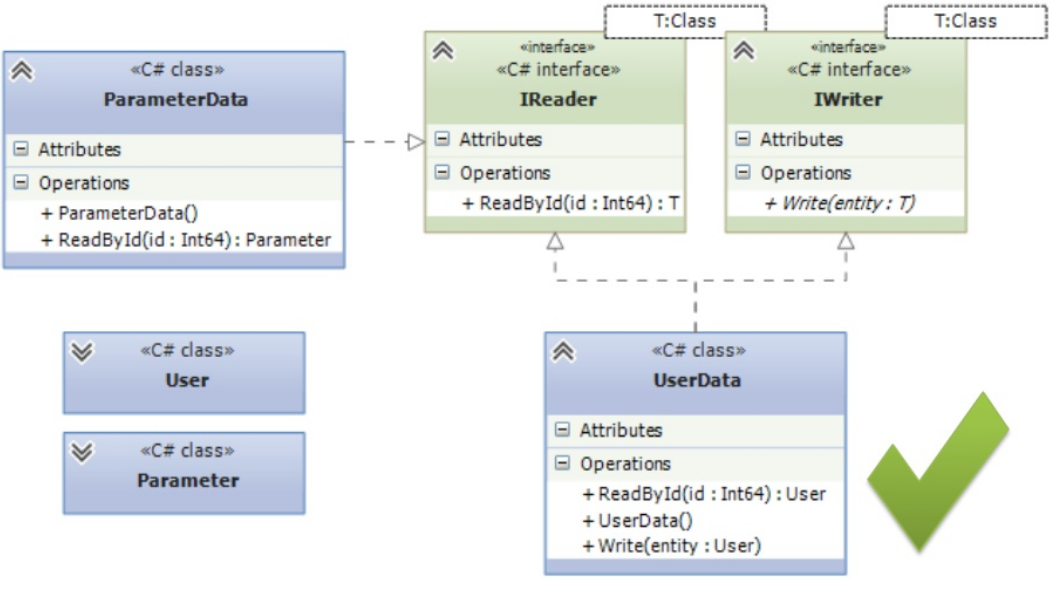 «C# class»
ParameterData
Attributes
Operations
+ ParameterData()
+ ReadById(id : Int64) : Parameter
T:Class
«interface»
«C# interface»
IReader
Attributes
Operations
+ ReadById(id : Int64) : T
T:Class
«interface»
«C# interface»
IWriter
Attributes
Operations
+ Write(entity : T)
«C# class»
User
«C# class»
Parameter
«C# class»
UserData
Attributes
Operations
+ ReadById(id : Int64) : User
+ UserData()
+ Write(entity : User)